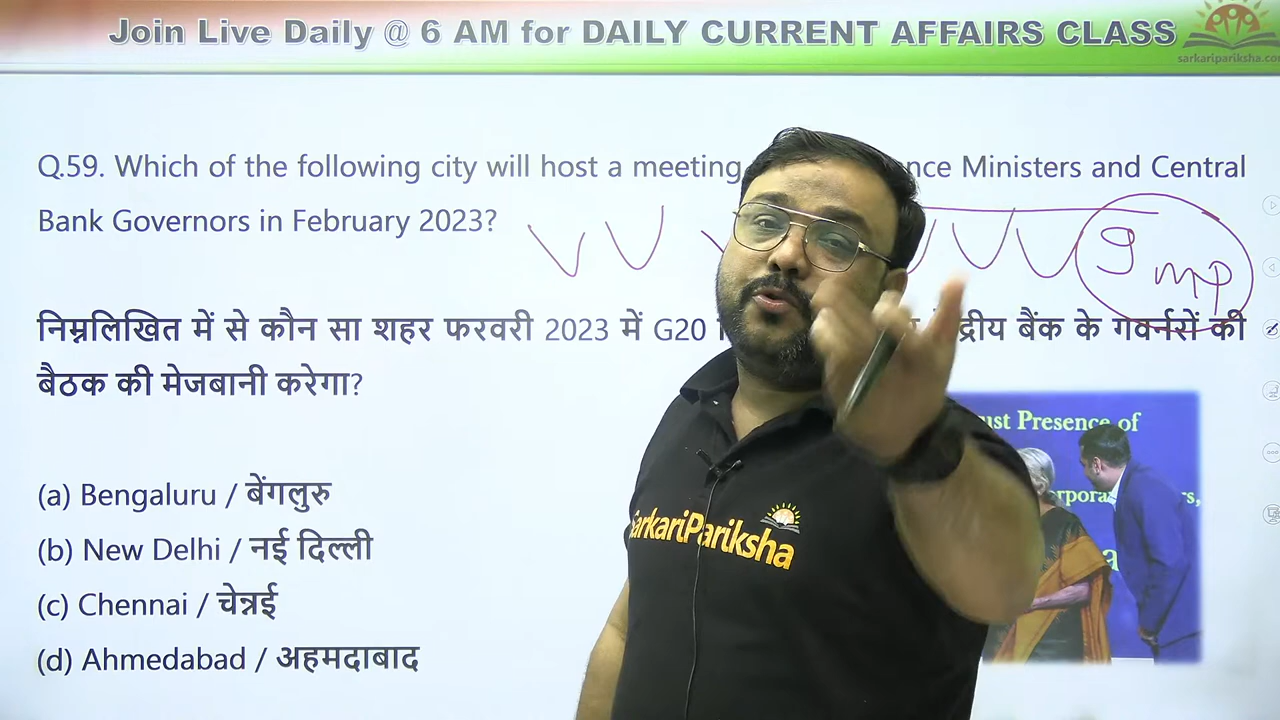 Join Live Daily @ 6 AM for DAILY CURRENT AFFAIRS CLASS
sarkaripariksha.com
Q.59. Which of the following city will host a meeting Ministers and Central
Bank Governors in February 2023?
Imp
निम्नलिखित में से कौन सा शहर फरवरी 2023 में G20 बैंक के गवर्नरों की
बैठक की मेजबानी करेगा?
Presence of
(a) Bengaluru / बेंगलुरु
(b) New Delhi / नई दिल्ली
(c) Chennai / चेन्नई
(d) Ahmedabad / अहमदाबाद
SarkariPariksha